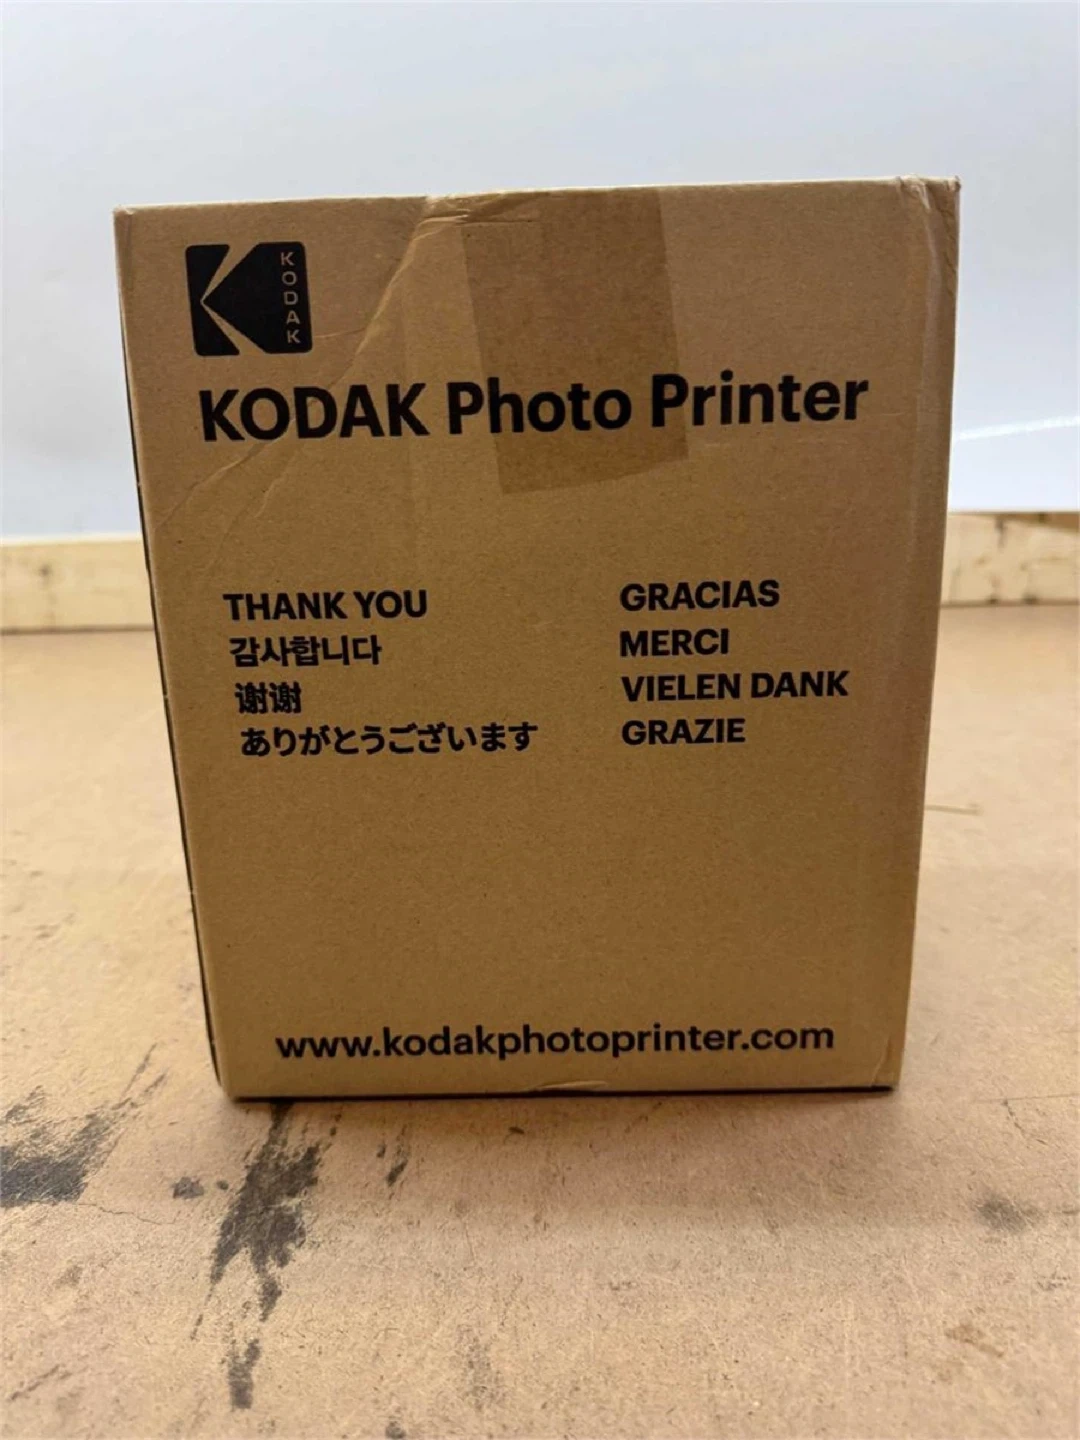 KODAK
KODAK Photo Printer
THANK YOU
감사합니다
谢谢
ありがとうございます
GRACIAS
MERCI
VIELEN DANK
GRAZIE
www.kodakphotoprinter.com